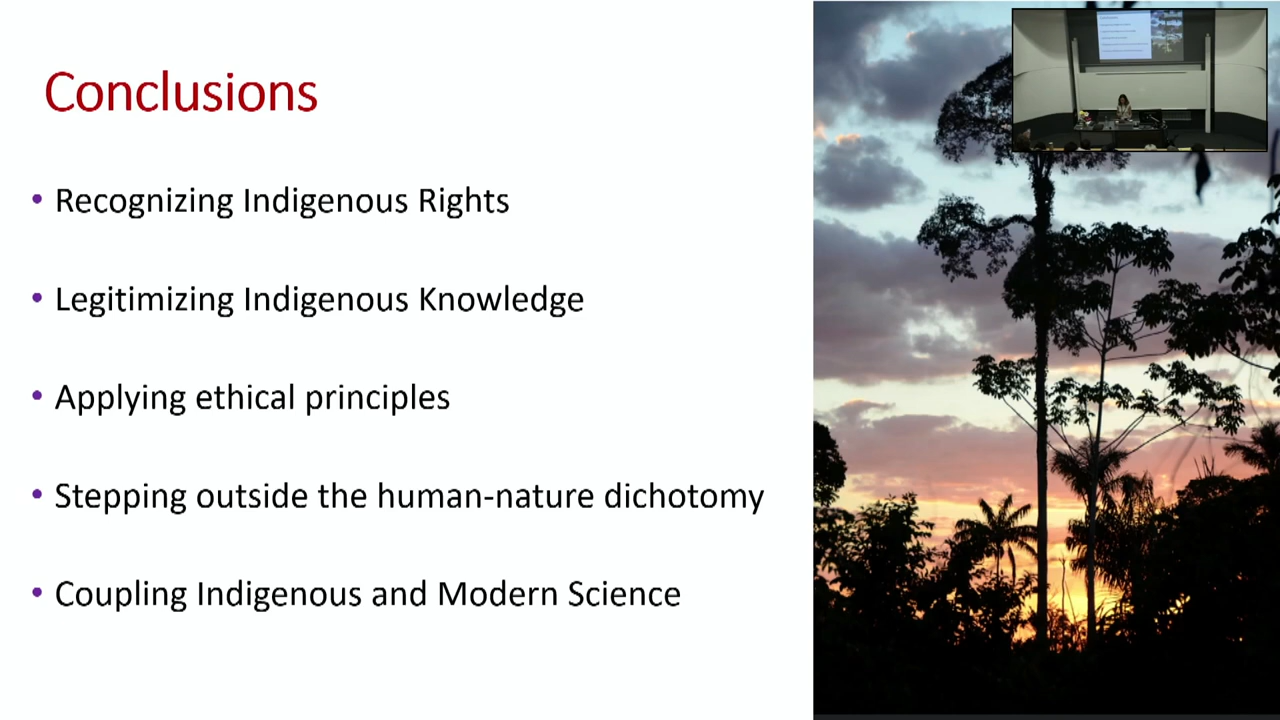 Conclusions
• Recognizing Indigenous Rights
• Legitimizing Indigenous Knowledge
• Applying ethical principles
• Stepping outside the human-nature dichotomy
• Coupling Indigenous and Modern Science